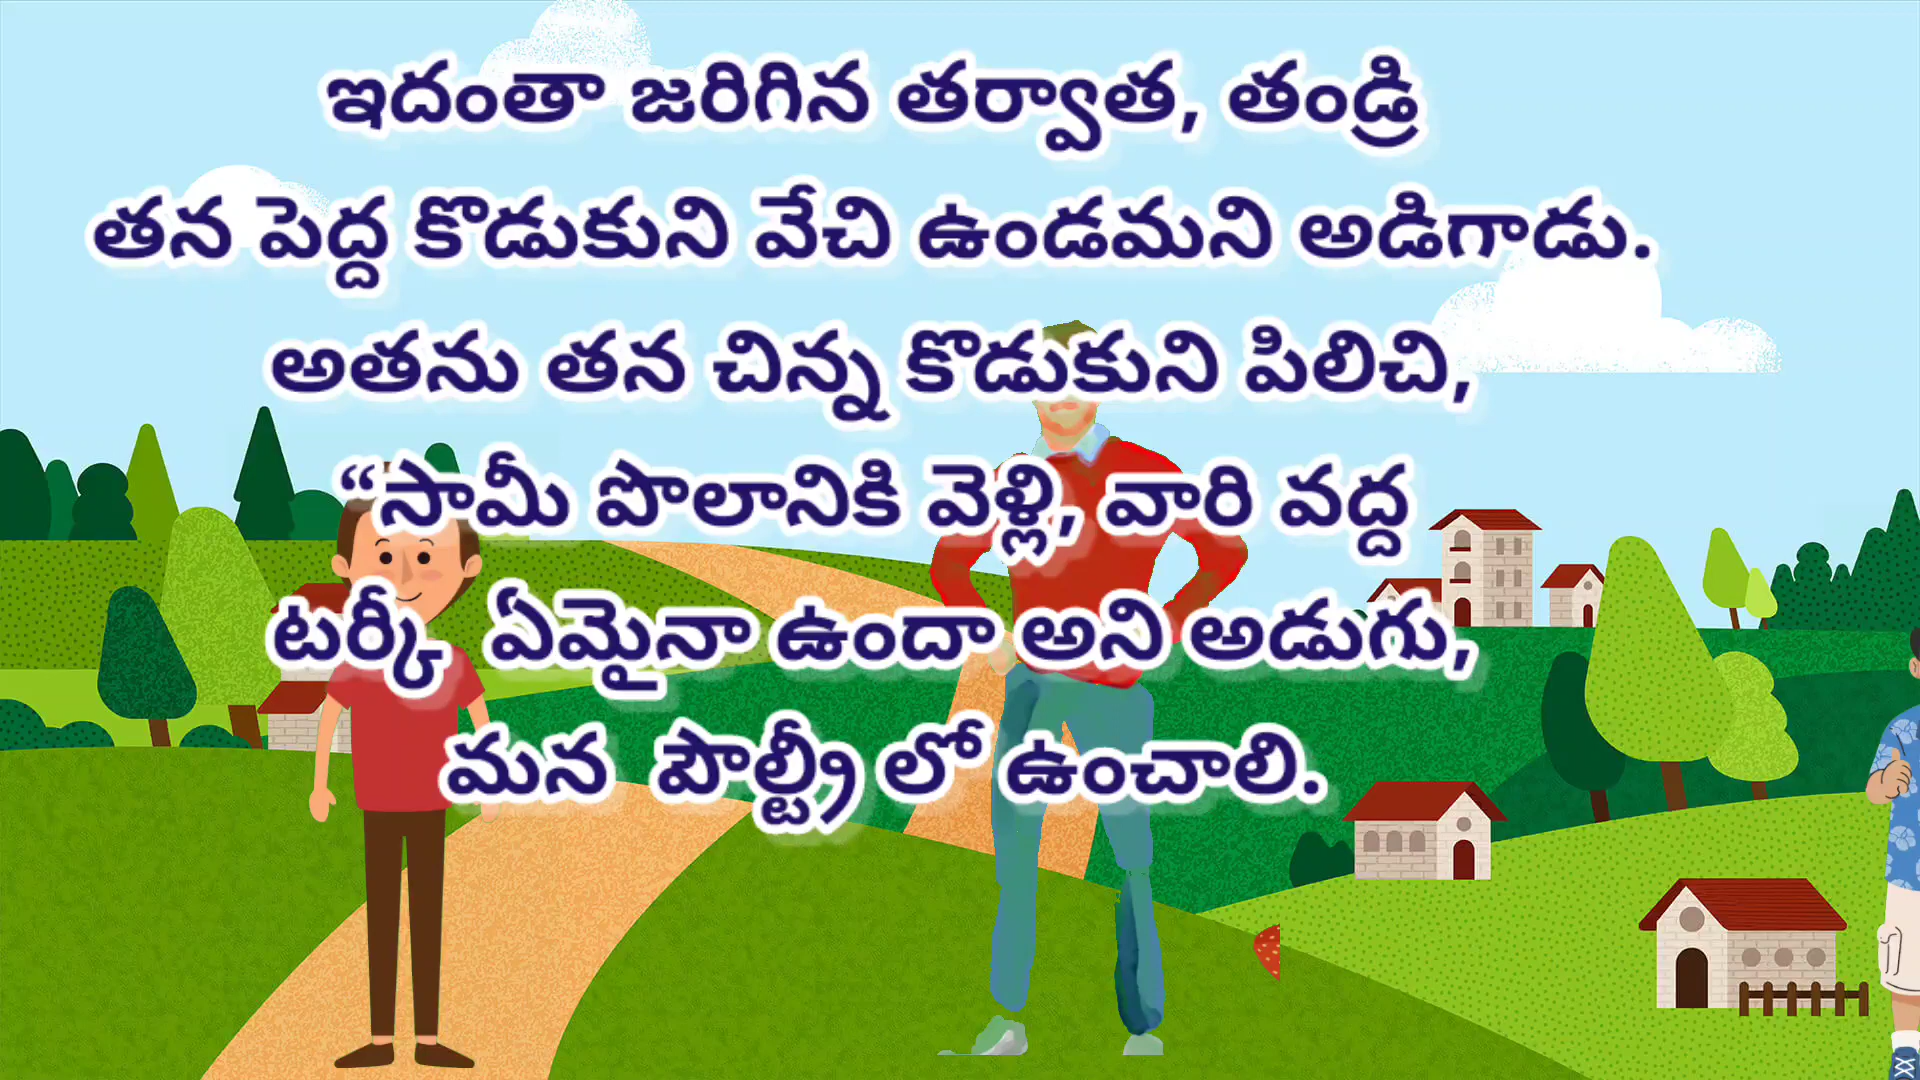 ఇదంతా జరిగిన తర్వాత, తండ్రి
తన పెద్ద కొడుకుని వేచి ఉండమని అడిగాడు.
అతను తన చిన్న కొడుకుని పిలిచి,
“సామీ పొలానికి వెళ్లి, వారి వద్ద
టర్కీ ఏమైనా ఉందా అని అడుగు,
మన పౌల్ట్రీ లో ఉంచాలి.